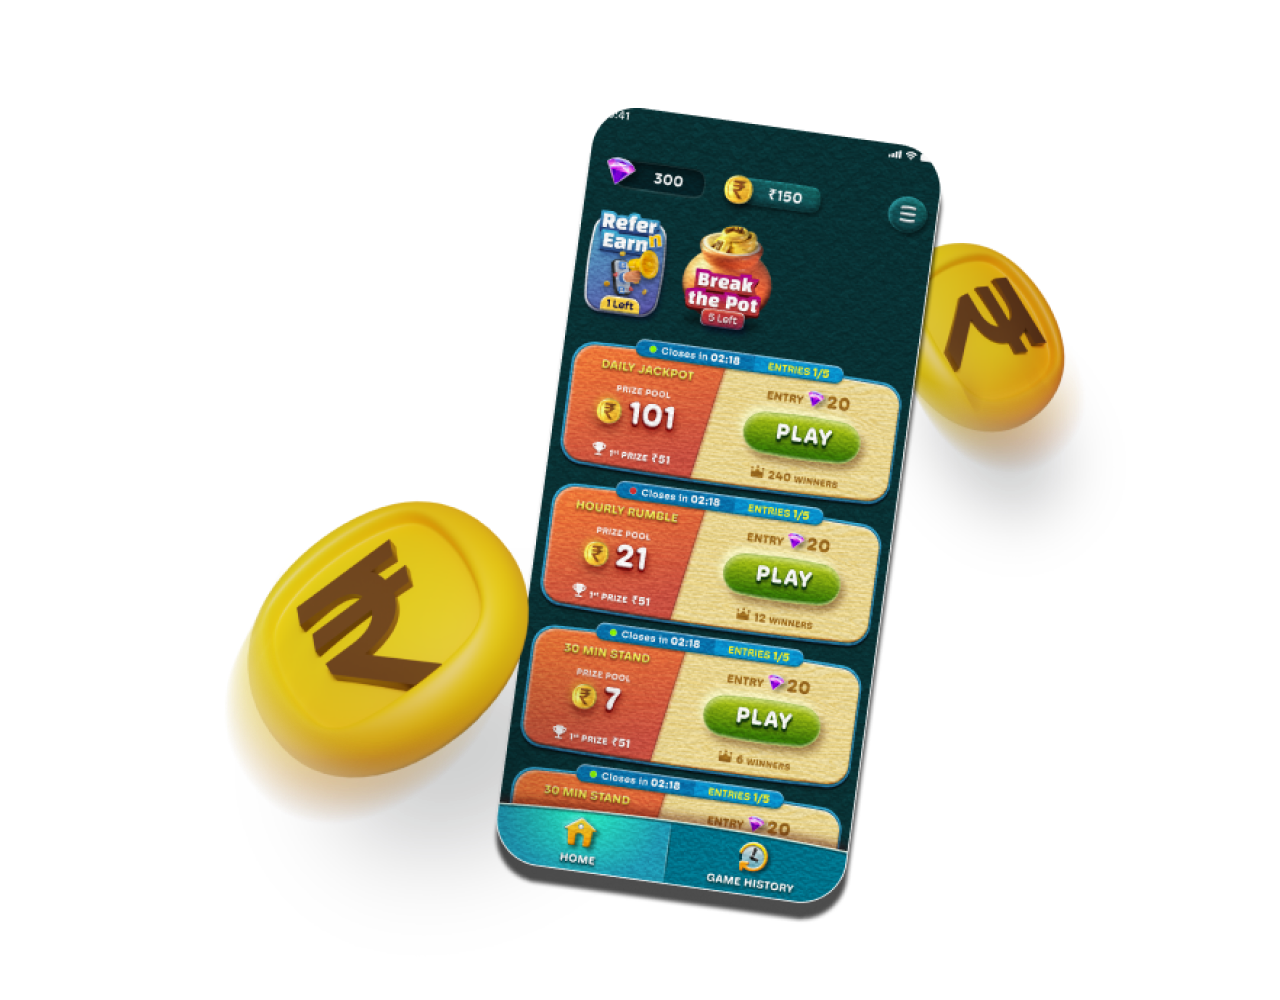 :41
300
₹150
Refer
n
Earn
1 Left
Break
the Pot
5 Left
Closes in 02:18 ENTRIES 1/5
DAILY JACKPOT
PRIZE POOL
₹ 101
1st PRIZE ₹51
ENTRY 20
PLAY
240 WINNERS
Closes in 02:18 ENTRIES 1/5
HOURLY RUMBLE
PRIZE POOL
₹ 21
1st PRIZE ₹51
ENTRY 20
PLAY
12 WINNERS
Closes in 02:18 ENTRIES 1/5
30 MIN STAND
PRIZE POOL
₹ 7
1st PRIZE ₹51
ENTRY 20
PLAY
6 WINNERS
Closes in 02:18 ENTRIES 1/5
30 MIN STAND
ENTRY 20
HOME
GAME HISTORY
₹
₹